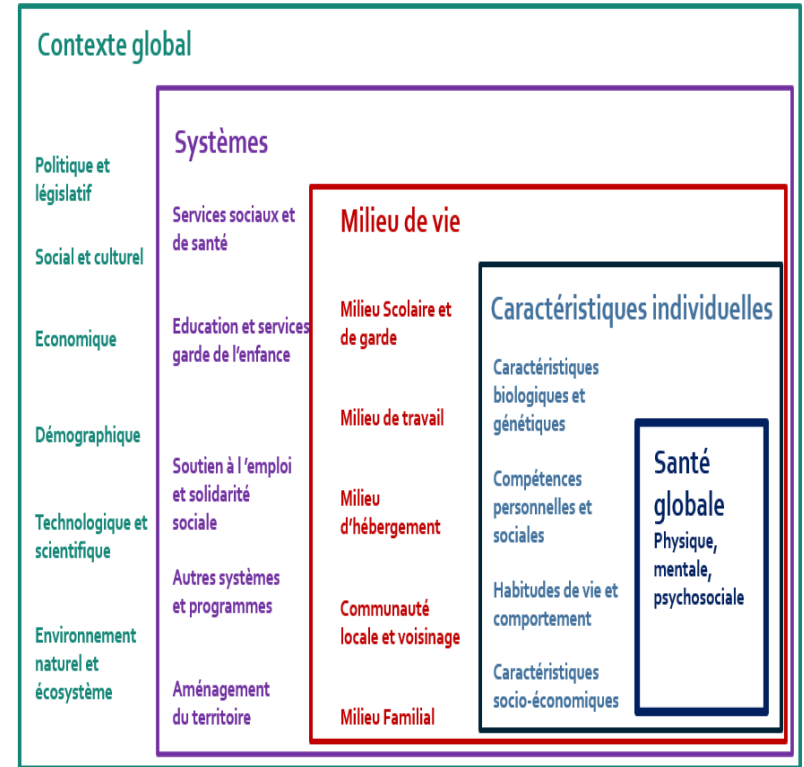 Contexte global
Politique et
législatif
Social et culturel
Economique
Démographique
Technologique et
scientifique
Environnement
naturel et
écosystème
Systèmes
Services sociaux et
de santé
Education et services
garde de l'enfance
Soutien à l 'emploi
et solidarité
sociale
Autres systèmes
et programmes
Aménagement
du territoire
Milieu de vie
Milieu Scolaire et
de garde
Milieu de travail
Milieu
d'hébergement
Communauté
locale et voisinage
Milieu Familial
Caractéristiques individuelles
Caractéristiques
biologiques et
génétiques
Compétences
personnelles et
sociales
Habitudes de vie et
comportement
Caractéristiques
socio-économiques
Santé
globale
Physique,
mentale,
psychosociale